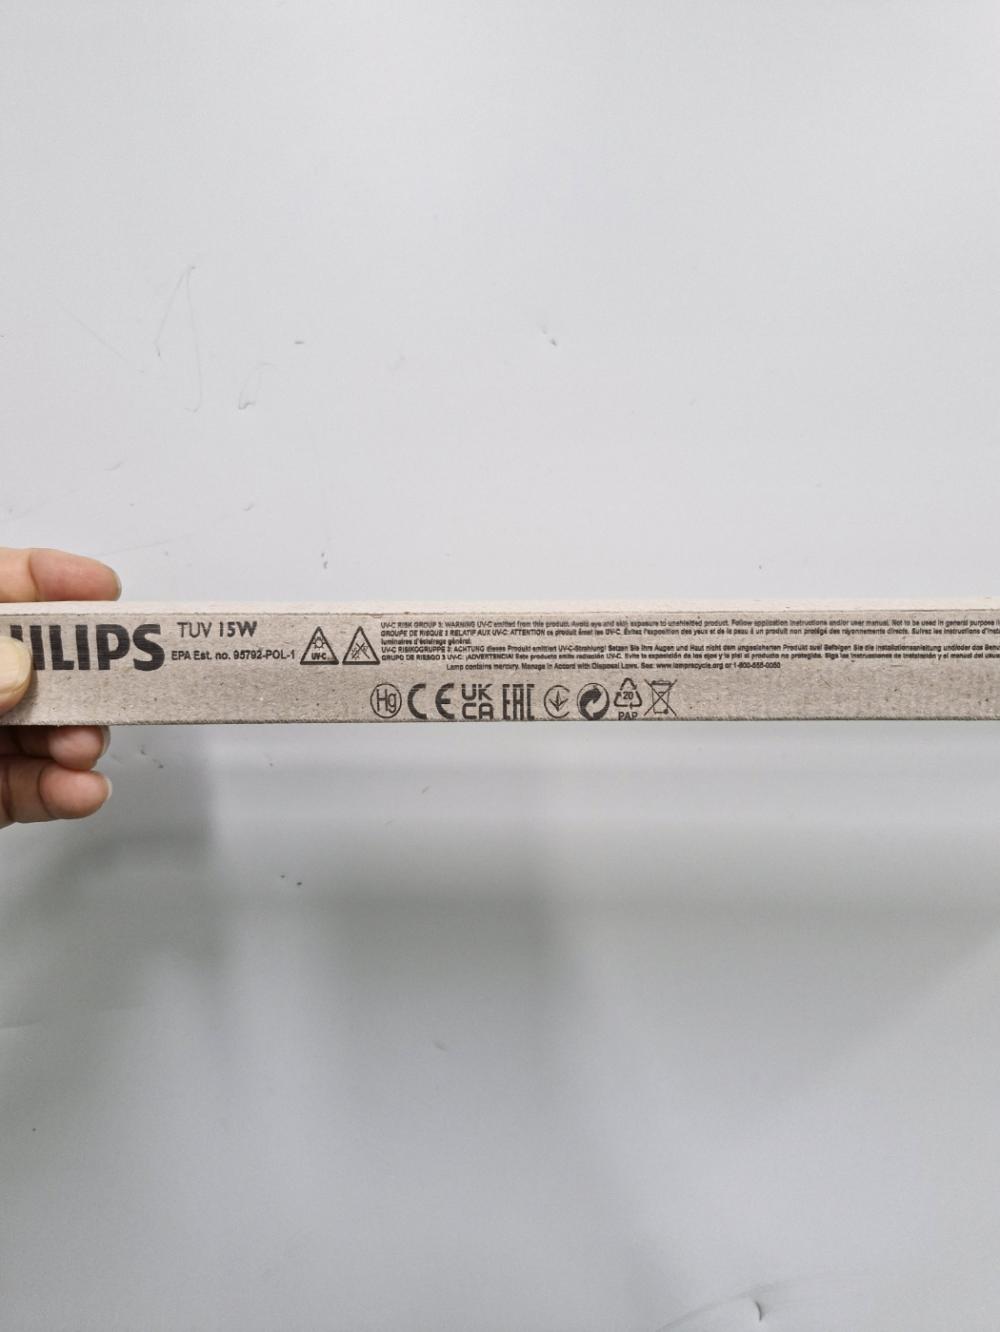 HILIPS
TUV 15W
EPA Est. no. 95792-POL-1
UV-C
UV-C RISK GROUP 3: WARNING UV-C emitted from this product. Avoid eye and skin exposure to unshielded product. Follow application instructions and/or user manual. Not to be used in general purpose
GROUPE DE RISQUE 3 RELATIF AUX UV-C: ATTENTION ce produit émet les UV-C. Évitez l'exposition des yeux et de la peau à un produit non protégé des rayonnements directs. Suivez les instructions
luminaires d'éclairage général.
UV-C RISIKOGRUPPE 3: ACHTUNG dieses Produkt emittiert UV-C-Strahlung! Setzen Sie Ihre Augen und Haut nicht dem ungesicherten Produkt aus! Befolgen Sie die Installationsanleitung und/oder das
GRUPO DE RIESGO 3 UV-C: ¡ADVERTENCIA! Este producto emite radiación UV-C. Evite la exposición de los ojos y la piel al producto no protegido. Siga las instrucciones de instalación y el manual del
Lamp contains mercury. Manage in Accord with Disposal Laws. See: www.lamprecycle.org or 1-800-555-0050
Hg CE UK CA EAC 20 PAP